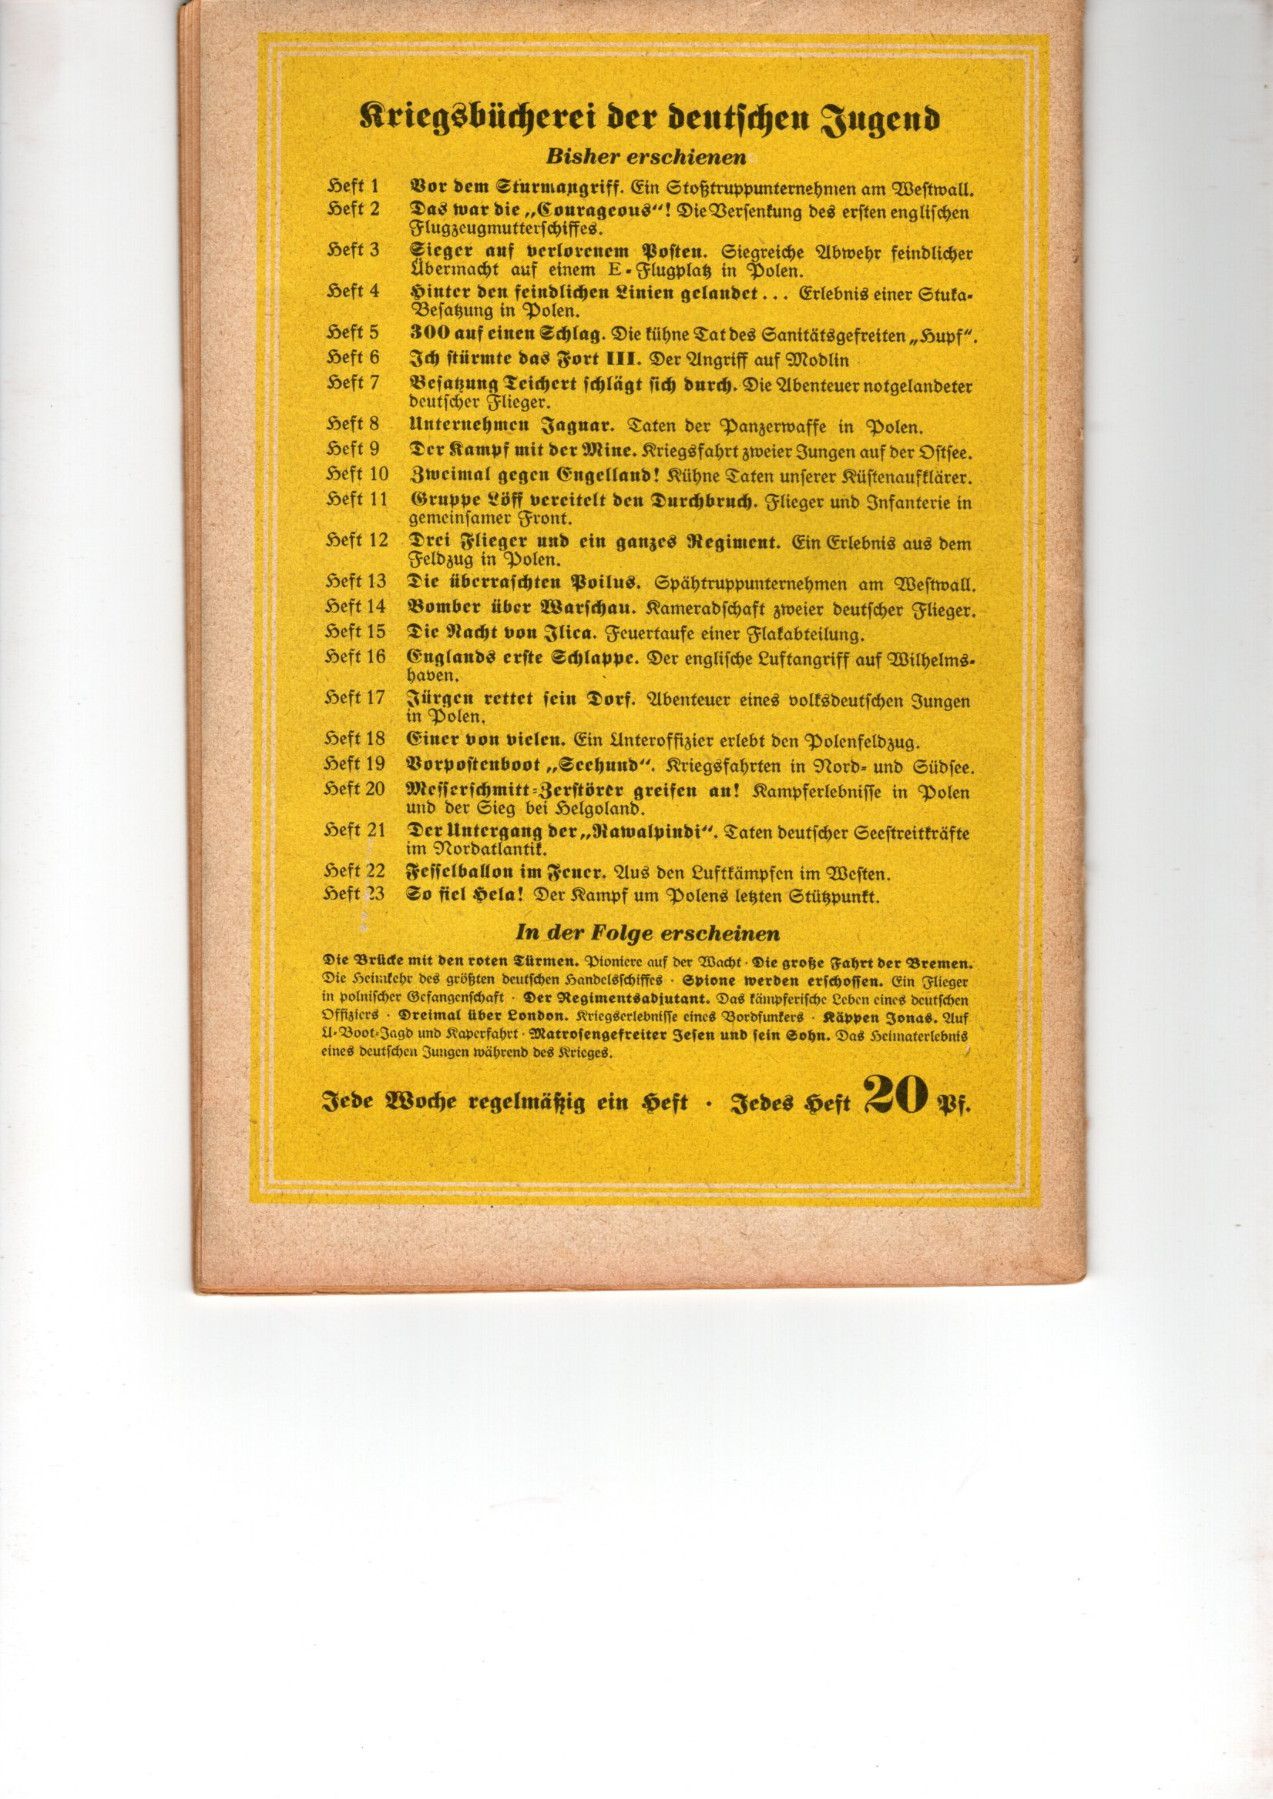 Kriegsbücherei der deutschen Jugend
Bisher erschienen
Heft 1 Vor dem Sturmangriff. Ein Stoßtruppunternehmen am Westwall.
Heft 2 Das war die „Courageous“! Die Versenkung des ersten englischen
Flugzeugmutterschiffes.
Heft 3 Sieger auf verlorenem Posten. Siegreiche Abwehr feindlicher
Übermacht auf einem E-Flugplatz in Polen.
Heft 4 Hinter den feindlichen Linien gelandet... Erlebnis einer Stuka-
Besatzung in Polen.
Heft 5 300 auf einen Schlag. Die kühne Tat des Sanitätsgefreiten „Hupf“.
Heft 6 Ich stürmte das Fort III. Der Angriff auf Modlin
Heft 7 Besatzung Teichert schlägt sich durch. Die Abenteuer notgelandeter
deutscher Flieger.
Heft 8 Unternehmen Jaguar. Taten der Panzerwaffe in Polen.
Heft 9 Der Kampf mit der Mine. Kriegsfahrt zweier Jungen auf der Ostsee.
Heft 10 Zweimal gegen Engelland! Kühne Taten unserer Küstenaufklärer.
Heft 11 Gruppe Löff vereitelt den Durchbruch. Flieger und Infanterie in
gemeinsamer Front.
Heft 12 Drei Flieger und ein ganzes Regiment. Ein Erlebnis aus dem
Feldzug in Polen.
Heft 13 Die überraschten Poilus. Spähtruppunternehmen am Westwall.
Heft 14 Bomber über Warschau. Kameradschaft zweier deutscher Flieger.
Heft 15 Die Nacht von Ilica. Feuertaufe einer Flakabteilung.
Heft 16 Englands erste Schlappe. Der englische Luftangriff auf Wilhelms-
haven.
Heft 17 Jürgen rettet sein Dorf. Abenteuer eines volksdeutschen Jungen
in Polen.
Heft 18 Einer von vielen. Ein Unteroffizier erlebt den Polenfeldzug.
Heft 19 Vorpostenboot „Seehund“. Kriegsfahrten in Nord- und Südsee.
Heft 20 Messerschmitt-Zerstörer greifen an! Kampferlebnisse in Polen
und der Sieg bei Helgoland.
Heft 21 Der Untergang der „Rawalpindi“. Taten deutscher Seestreitkräfte
im Nordatlantik.
Heft 22 Fesselballon im Feuer. Aus den Luftkämpfen im Westen.
Heft 23 So fiel Hela! Der Kampf um Polens letzten Stützpunkt.
In der Folge erscheinen
Die Brücke mit den roten Türmen. Pioniere auf der Wacht · Die große Fahrt der Bremen.
Die Heimkehr des größten deutschen Handelsschiffes · Spione werden erschossen. Ein Flieger
in polnischer Gefangenschaft · Der Regimentsadjutant. Das kämpferische Leben eines deutschen
Offiziers · Dreimal über London. Kriegserlebnisse eines Bordfunkers · Käppen Jonas. Auf
U-Boot-Jagd und Kaperfahrt · Matrosengefreiter Jesen und sein Sohn. Das Heimaterlebnis
eines deutschen Jungen während des Krieges.
Jede Woche regelmäßig ein Heft · Jedes Heft 20 Pf.